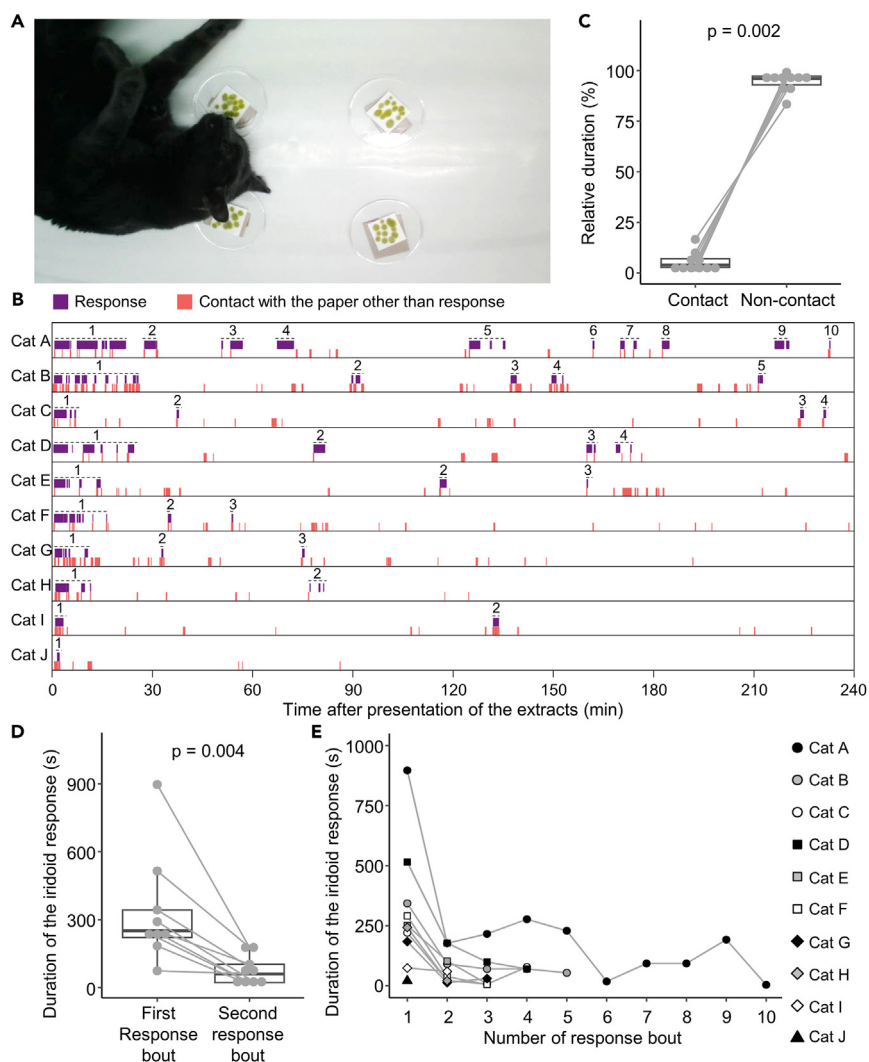 A
C
p = 0.002
Relative duration (%)
100
75
50
25
0
Contact Non-contact
B
Response Contact with the paper other than response
Cat A 1 2 3 4 5 6 7 8 9 10
Cat B 1 2 3 4 5
Cat C 1 2 3 4
Cat D 1 2 3 4
Cat E 1 2 3
Cat F 1 2 3
Cat G 1 2 3
Cat H 1 2
Cat I 1 2
Cat J 1
0 30 60 90 120 150 180 210 240
Time after presentation of the extracts (min)
D
p = 0.004
Duration of the iridoid response (s)
900
600
300
0
First Second
Response response
bout bout
E
Duration of the iridoid response (s)
1000
750
500
250
0
1 2 3 4 5 6 7 8 9 10
Number of response bout
Cat A
Cat B
Cat C
Cat D
Cat E
Cat F
Cat G
Cat H
Cat I
Cat J